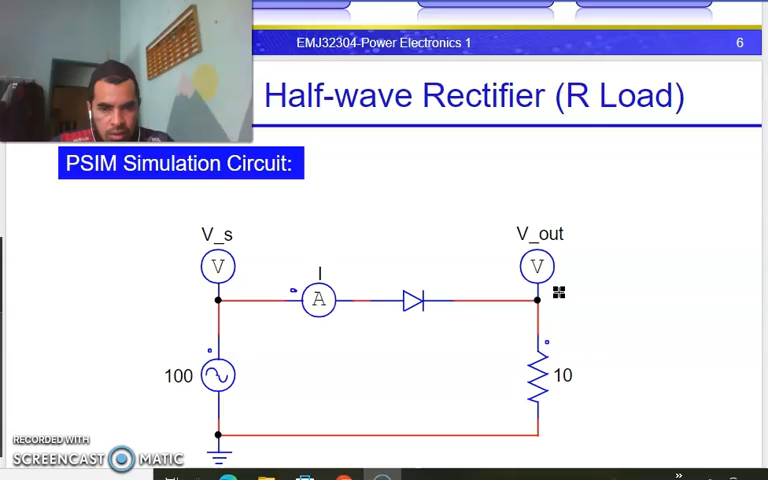 EMJ32304-Power Electronics 1
6
Half-wave Rectifier (R Load)
PSIM Simulation Circuit:
V_s
V_out
V
I
V
A
100
10
RECORDED WITH
SCREENCAST MATIC